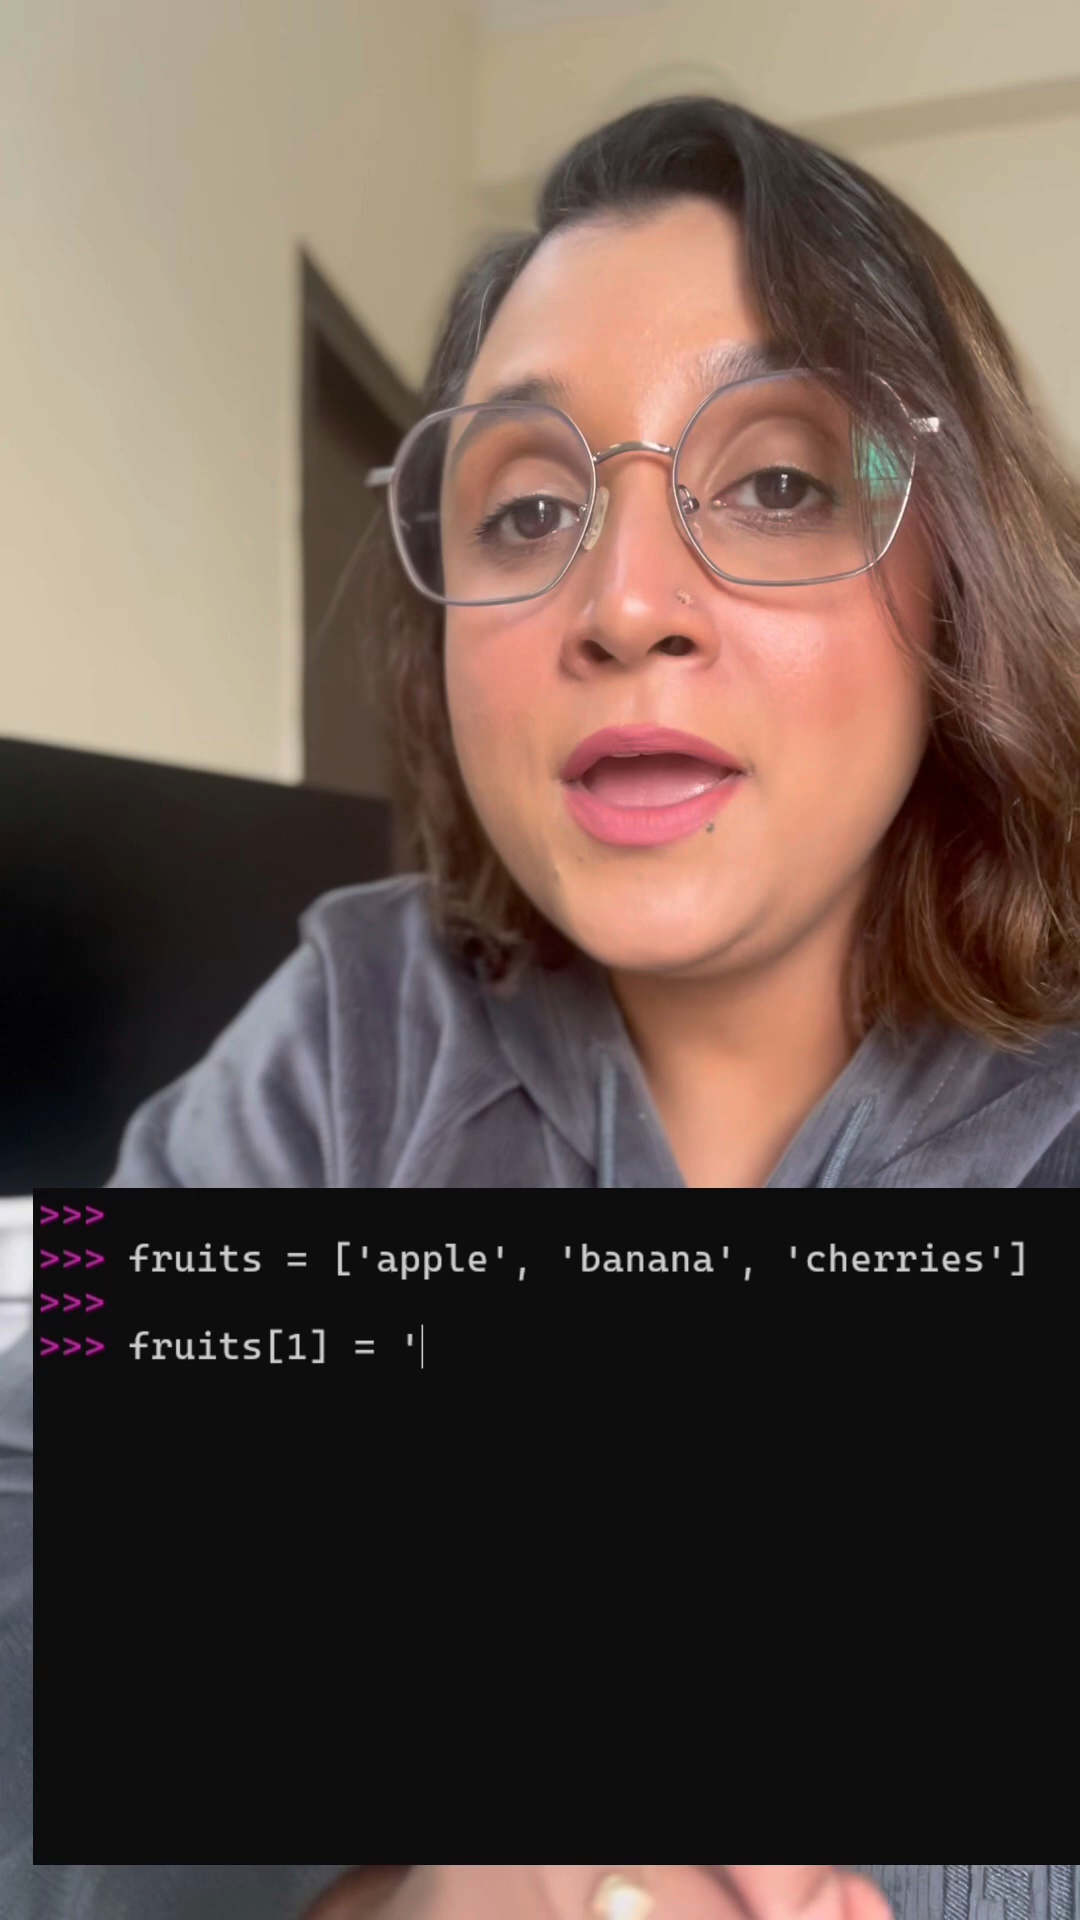 >>>
>>> fruits = ['apple', 'banana', 'cherries']
>>>
>>> fruits[1] = '